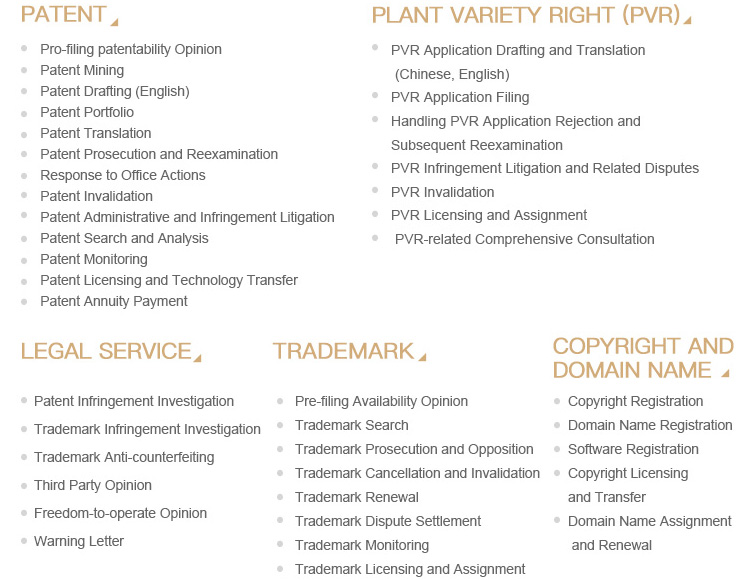 PATENT
Pro-filing patentability Opinion
Patent Mining
Patent Drafting (English)
Patent Portfolio
Patent Translation
Patent Prosecution and Reexamination
Response to Office Actions
Patent Invalidation
Patent Administrative and Infringement Litigation
Patent Search and Analysis
Patent Monitoring
Patent Licensing and Technology Transfer
Patent Annuity Payment
PLANT VARIETY RIGHT (PVR)
PVR Application Drafting and Translation
(Chinese, English)
PVR Application Filing
Handling PVR Application Rejection and
Subsequent Reexamination
PVR Infringement Litigation and Related Disputes
PVR Invalidation
PVR Licensing and Assignment
PVR-related Comprehensive Consultation
LEGAL SERVICE
Patent Infringement Investigation
Trademark Infringement Investigation
Trademark Anti-counterfeiting
Third Party Opinion
Freedom-to-operate Opinion
Warning Letter
TRADEMARK
Pre-filing Availability Opinion
Trademark Search
Trademark Prosecution and Opposition
Trademark Cancellation and Invalidation
Trademark Renewal
Trademark Dispute Settlement
Trademark Monitoring
Trademark Licensing and Assignment
COPYRIGHT AND
DOMAIN NAME
Copyright Registration
Domain Name Registration
Software Registration
Copyright Licensing
and Transfer
Domain Name Assignment
and Renewal